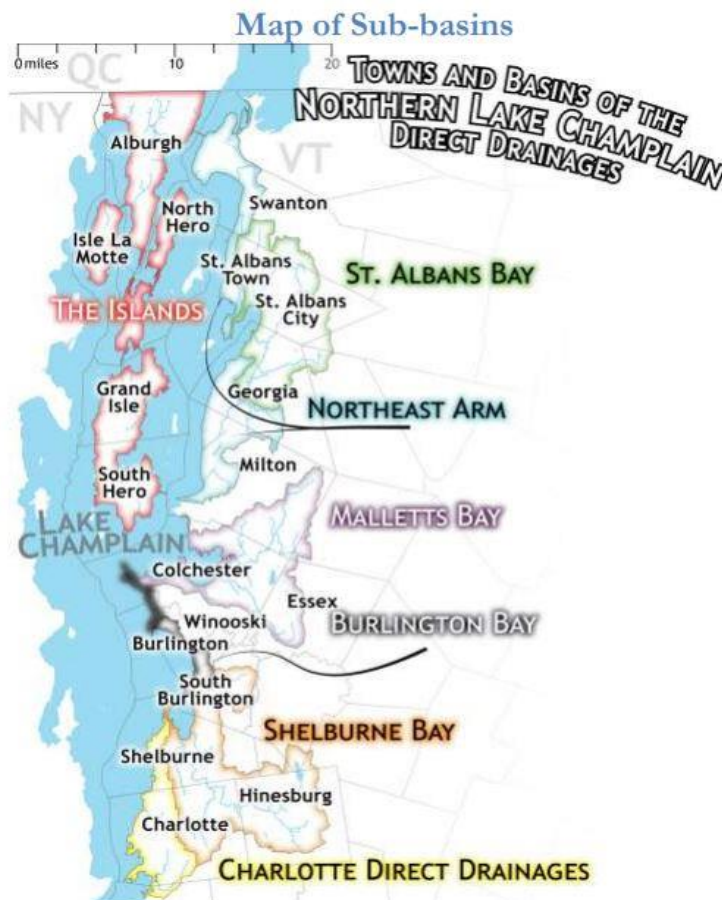 Map of Sub-basins
0 miles 10 20
TOWNS AND BASINS OF THE
NORTHERN LAKE CHAMPLAIN
DIRECT DRAINAGES
QC
NY
VT
Alburgh
North
Hero
Isle La
Motte
Swanton
St. Albans
Town
St. Albans
City
ST. ALBANS BAY
THE ISLANDS
Grand
Isle
Georgia
NORTHEAST ARM
Milton
South
Hero
MALLETTS BAY
LAKE
CHAMPLAIN
Colchester
Essex
Winooski
BURLINGTON BAY
Burlington
South
Burlington
SHELBURNE BAY
Shelburne
Hinesburg
Charlotte
CHARLOTTE DIRECT DRAINAGES